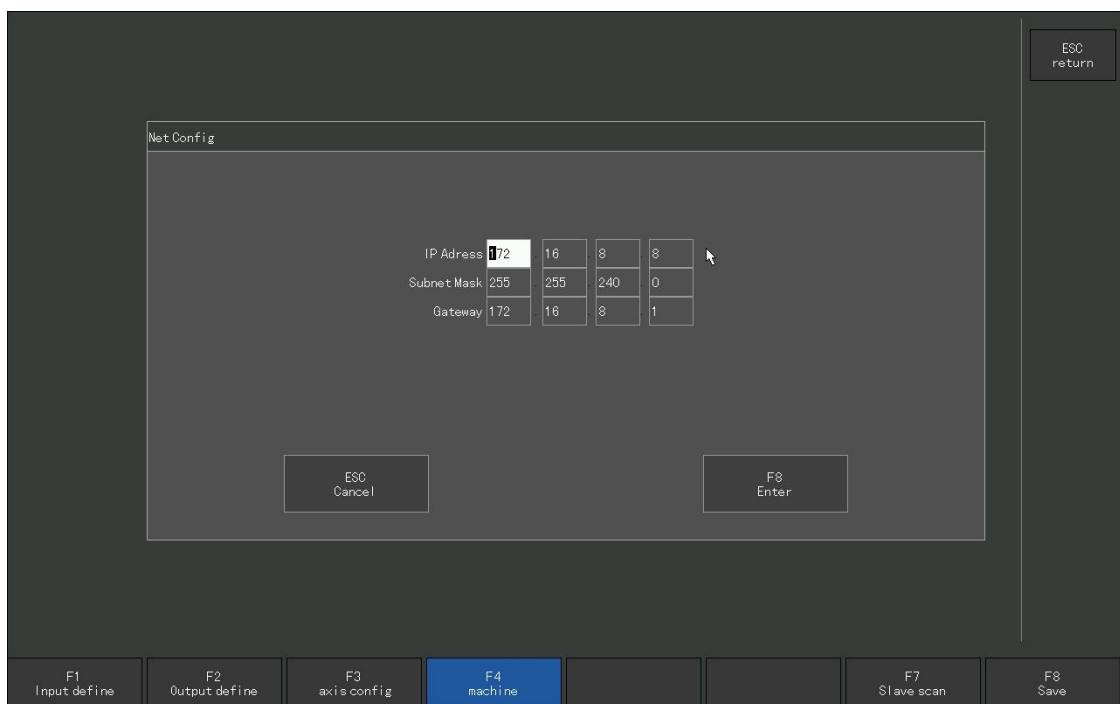 ESC
return
Net Config
IP Adress 172 . 16 . 8 . 8
Subnet Mask 255 . 255 . 240 . 0
Gateway 172 . 16 . 8 . 1
ESC
Cancel
F8
Enter
F1
Input define
F2
Output define
F3
axis config
F4
machine
F7
Slave scan
F8
Save